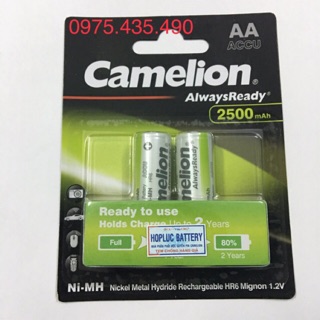 0975.435.490
AA
ACCU
Camelion
AlwaysReady
2500mAh
Camelion
AlwaysReady
Ready to use
Holds Charge Up to 2 Years
Full
80%
2 Years
HOPLUC BATTERY
Ni-MH
Nickel Metal Hydride Rechargeable HR6 Mignon 1.2V